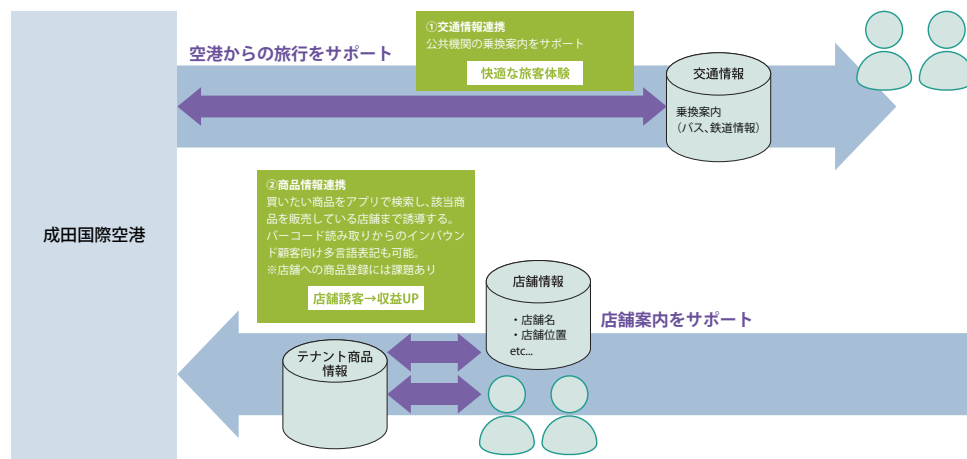 ①交通情報連携
公共機関の乗換案内をサポート
快適な旅客体験
空港からの旅行をサポート
交通情報
乗換案内
（バス、鉄道情報）
成田国際空港
②商品情報連携
買いたい商品をアプリで検索し、該当商
品を販売している店舗まで誘導する。
バーコード読み取りからのインバウン
ド顧客向け多言語表記も可能。
※店舗への商品登録には課題あり
店舗誘客→収益UP
店舗情報
・店舗名
・店舗位置
etc...
店舗案内をサポート
テナント商品
情報